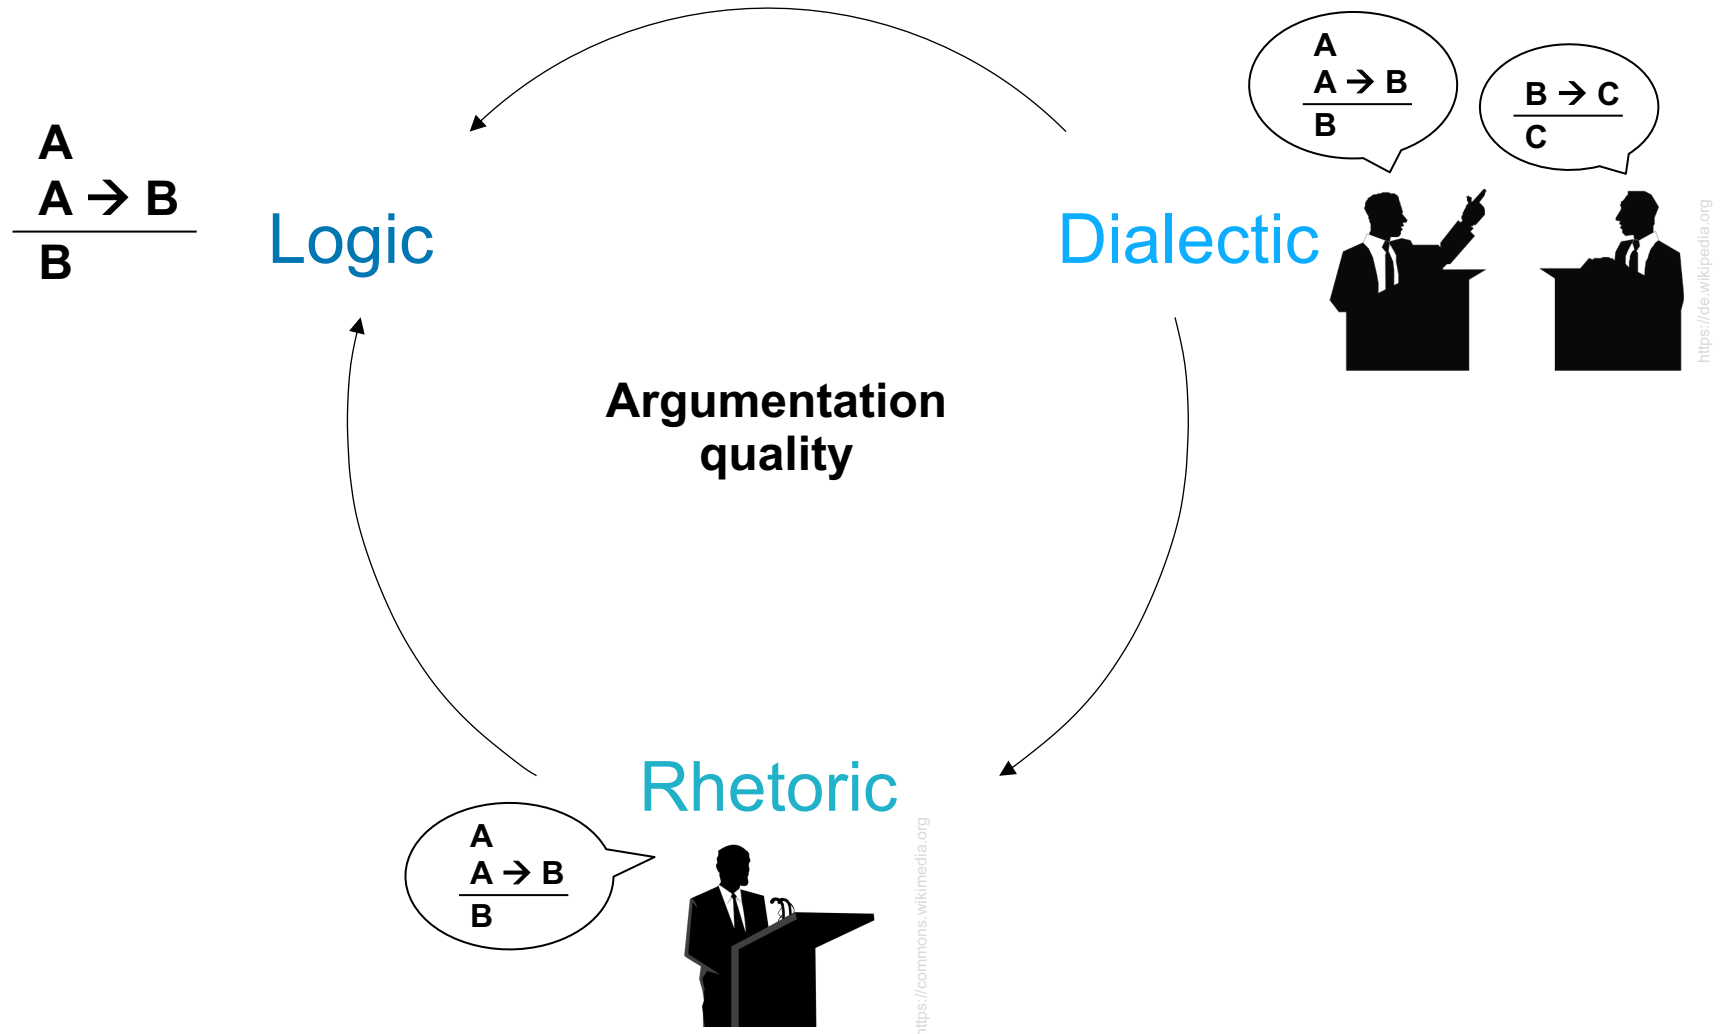 A
A → B
B
Logic
Dialectic
A
A → B
B
B → C
C
https://de.wikipedia.org
Argumentation
quality
Rhetoric
A
A → B
B
https://commons.wikimedia.org